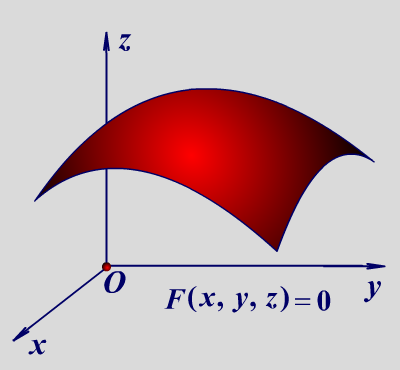 z
O
y
F(x, y, z)=0
x